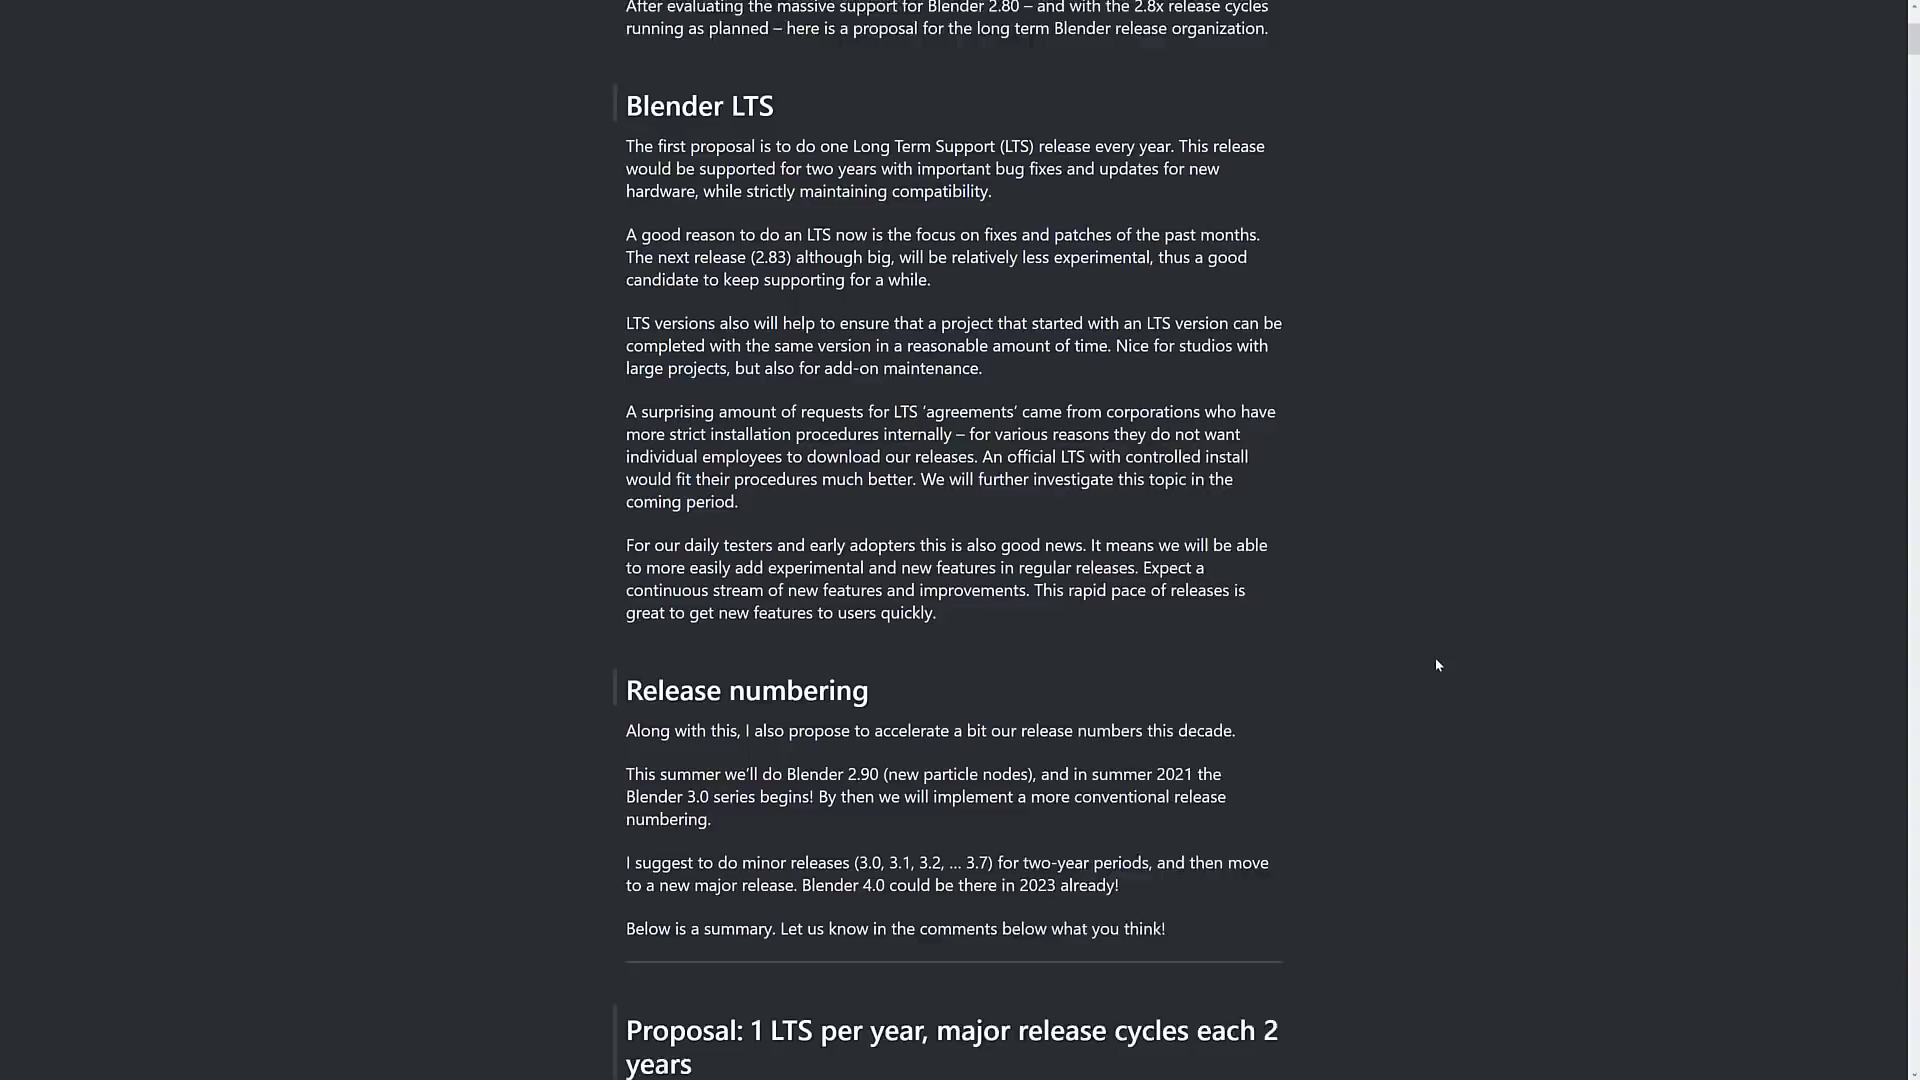 After evaluating the massive support for Blender 2.80 – and with the 2.8x release cycles
running as planned – here is a proposal for the long term Blender release organization.
Blender LTS
The first proposal is to do one Long Term Support (LTS) release every year. This release
would be supported for two years with important bug fixes and updates for new
hardware, while strictly maintaining compatibility.
A good reason to do an LTS now is the focus on fixes and patches of the past months.
The next release (2.83) although big, will be relatively less experimental, thus a good
candidate to keep supporting for a while.
LTS versions also will help to ensure that a project that started with an LTS version can be
completed with the same version in a reasonable amount of time. Nice for studios with
large projects, but also for add-on maintenance.
A surprising amount of requests for LTS ‘agreements’ came from corporations who have
more strict installation procedures internally – for various reasons they do not want
individual employees to download our releases. An official LTS with controlled install
would fit their procedures much better. We will further investigate this topic in the
coming period.
For our daily testers and early adopters this is also good news. It means we will be able
to more easily add experimental and new features in regular releases. Expect a
continuous stream of new features and improvements. This rapid pace of releases is
great to get new features to users quickly.
Release numbering
Along with this, I also propose to accelerate a bit our release numbers this decade.
This summer we’ll do Blender 2.90 (new particle nodes), and in summer 2021 the
Blender 3.0 series begins! By then we will implement a more conventional release
numbering.
I suggest to do minor releases (3.0, 3.1, 3.2, … 3.7) for two-year periods, and then move
to a new major release. Blender 4.0 could be there in 2023 already!
Below is a summary. Let us know in the comments below what you think!
Proposal: 1 LTS per year, major release cycles each 2
years